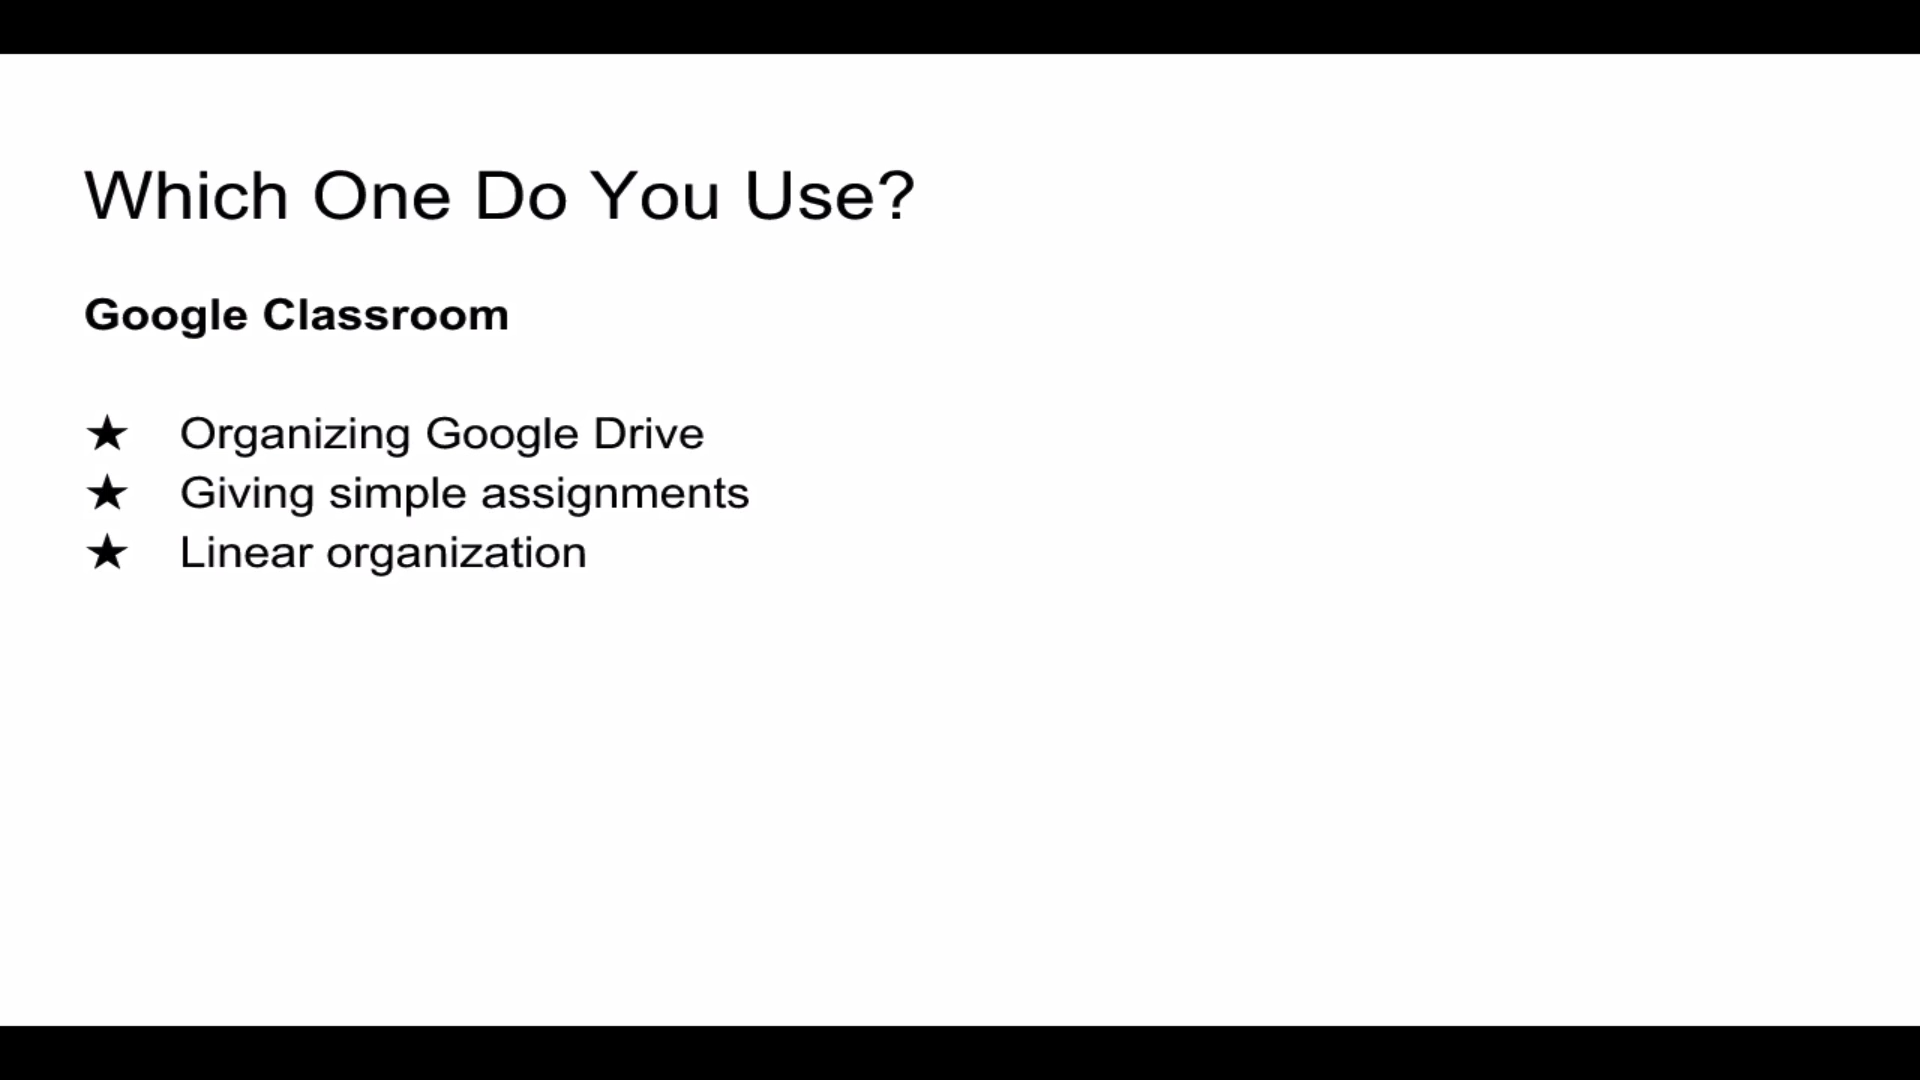 Which One Do You Use?
Google Classroom
★ Organizing Google Drive
★ Giving simple assignments
★ Linear organization